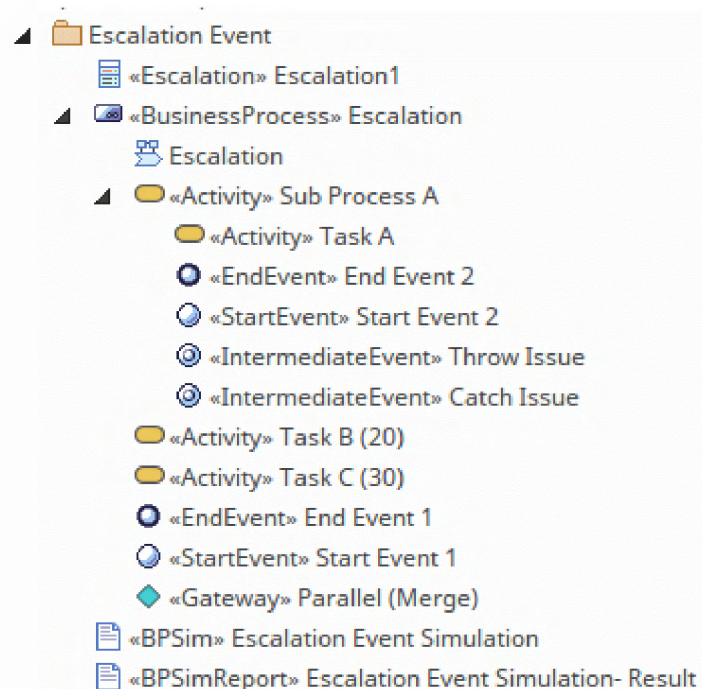 Escalation Event
«Escalation» Escalation1
«BusinessProcess» Escalation
Escalation
«Activity» Sub Process A
«Activity» Task A
«EndEvent» End Event 2
«StartEvent» Start Event 2
«IntermediateEvent» Throw Issue
«IntermediateEvent» Catch Issue
«Activity» Task B (20)
«Activity» Task C (30)
«EndEvent» End Event 1
«StartEvent» Start Event 1
«Gateway» Parallel (Merge)
«BPSim» Escalation Event Simulation
«BPSimReport» Escalation Event Simulation- Result